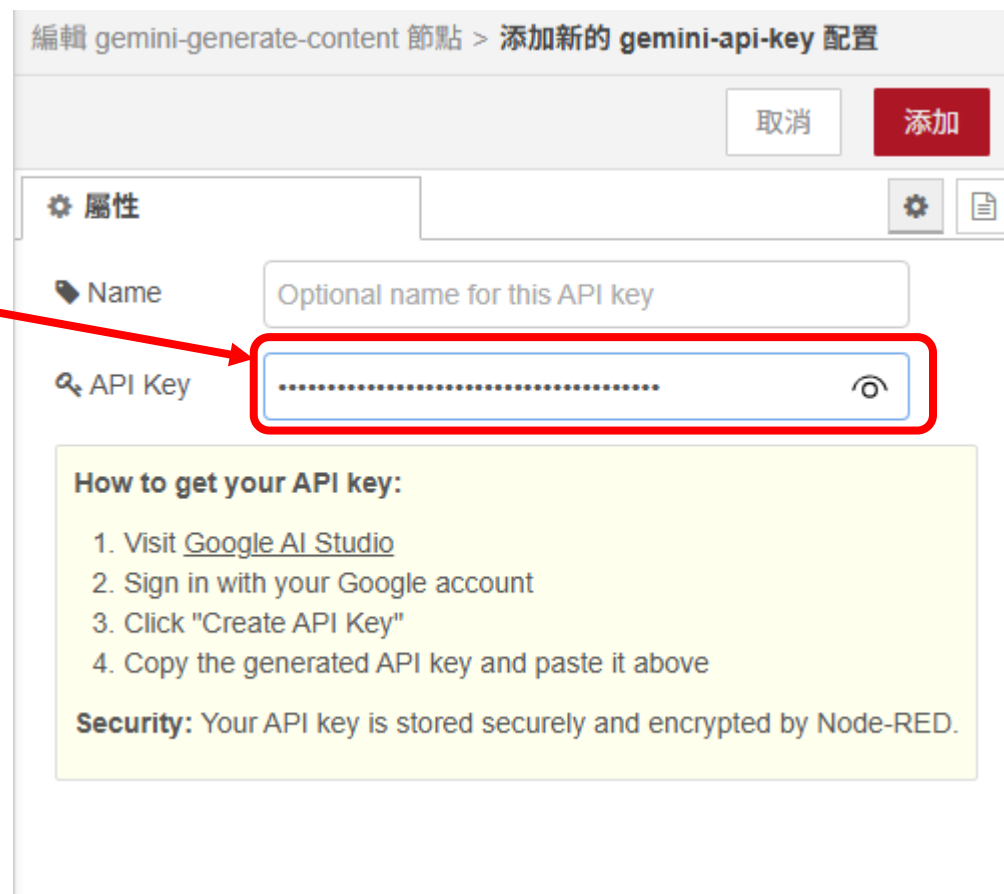 編輯 gemini-generate-content 節點 > 添加新的 gemini-api-key 配置
取消 添加
屬性
Name Optional name for this API key
API Key ••••••••••••••••••••••••••••••••••••••
How to get your API key:
1. Visit Google AI Studio
2. Sign in with your Google account
3. Click "Create API Key"
4. Copy the generated API key and paste it above
Security: Your API key is stored securely and encrypted by Node-RED.